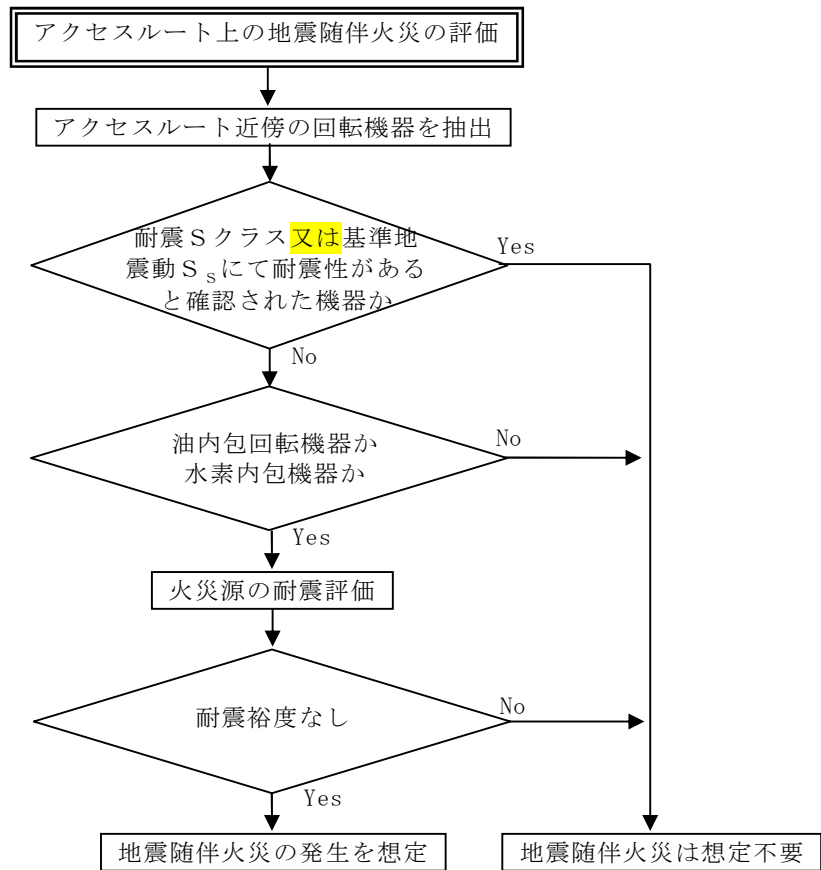 アクセスルート上の地震随伴火災の評価
アクセスルート近傍の回転機器を抽出
耐震Ｓクラス又は基準地
震動Ｓsにて耐震性がある
と確認された機器か
Yes
No
油内包回転機器か
水素内包機器か
No
Yes
火災源の耐震評価
耐震裕度なし
No
Yes
地震随伴火災の発生を想定
地震随伴火災は想定不要